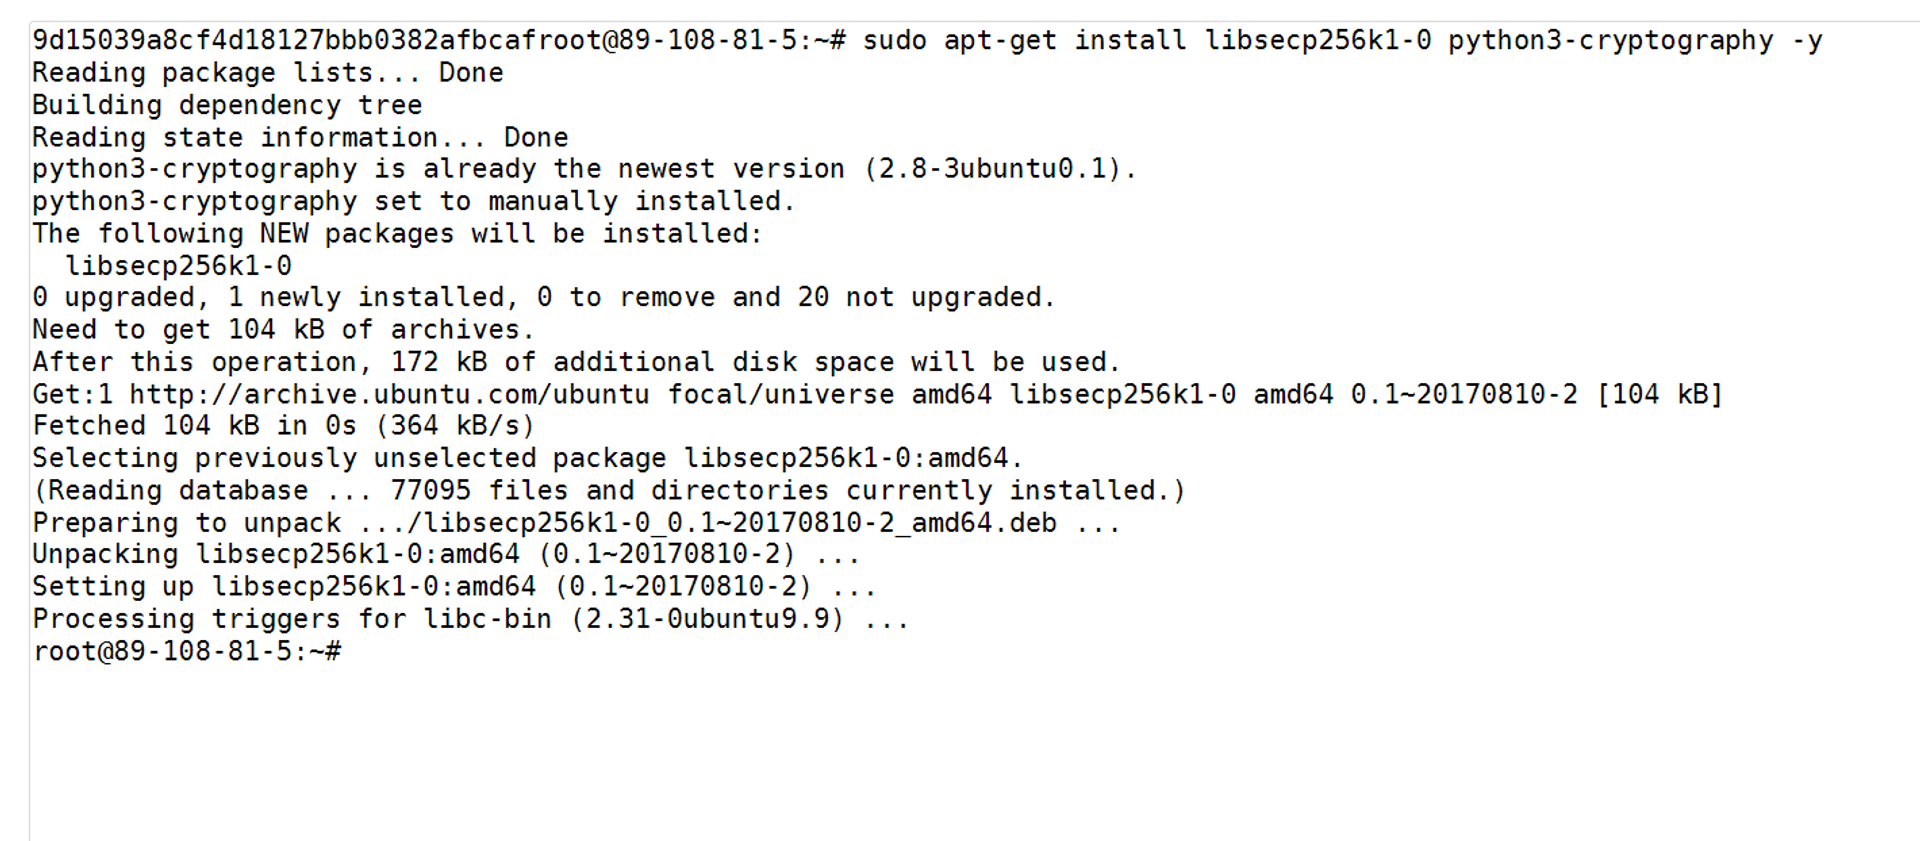 9d15039a8cf4d18127bbb0382afbcafroot@89-108-81-5:~# sudo apt-get install libsecp256k1-0 python3-cryptography -y
Reading package lists... Done
Building dependency tree
Reading state information... Done
python3-cryptography is already the newest version (2.8-3ubuntu0.1).
python3-cryptography set to manually installed.
The following NEW packages will be installed:
  libsecp256k1-0
0 upgraded, 1 newly installed, 0 to remove and 20 not upgraded.
Need to get 104 kB of archives.
After this operation, 172 kB of additional disk space will be used.
Get:1 http://archive.ubuntu.com/ubuntu focal/universe amd64 libsecp256k1-0 amd64 0.1~20170810-2 [104 kB]
Fetched 104 kB in 0s (364 kB/s)
Selecting previously unselected package libsecp256k1-0:amd64.
(Reading database ... 77095 files and directories currently installed.)
Preparing to unpack .../libsecp256k1-0_0.1~20170810-2_amd64.deb ...
Unpacking libsecp256k1-0:amd64 (0.1~20170810-2) ...
Setting up libsecp256k1-0:amd64 (0.1~20170810-2) ...
Processing triggers for libc-bin (2.31-0ubuntu9.9) ...
root@89-108-81-5:~#